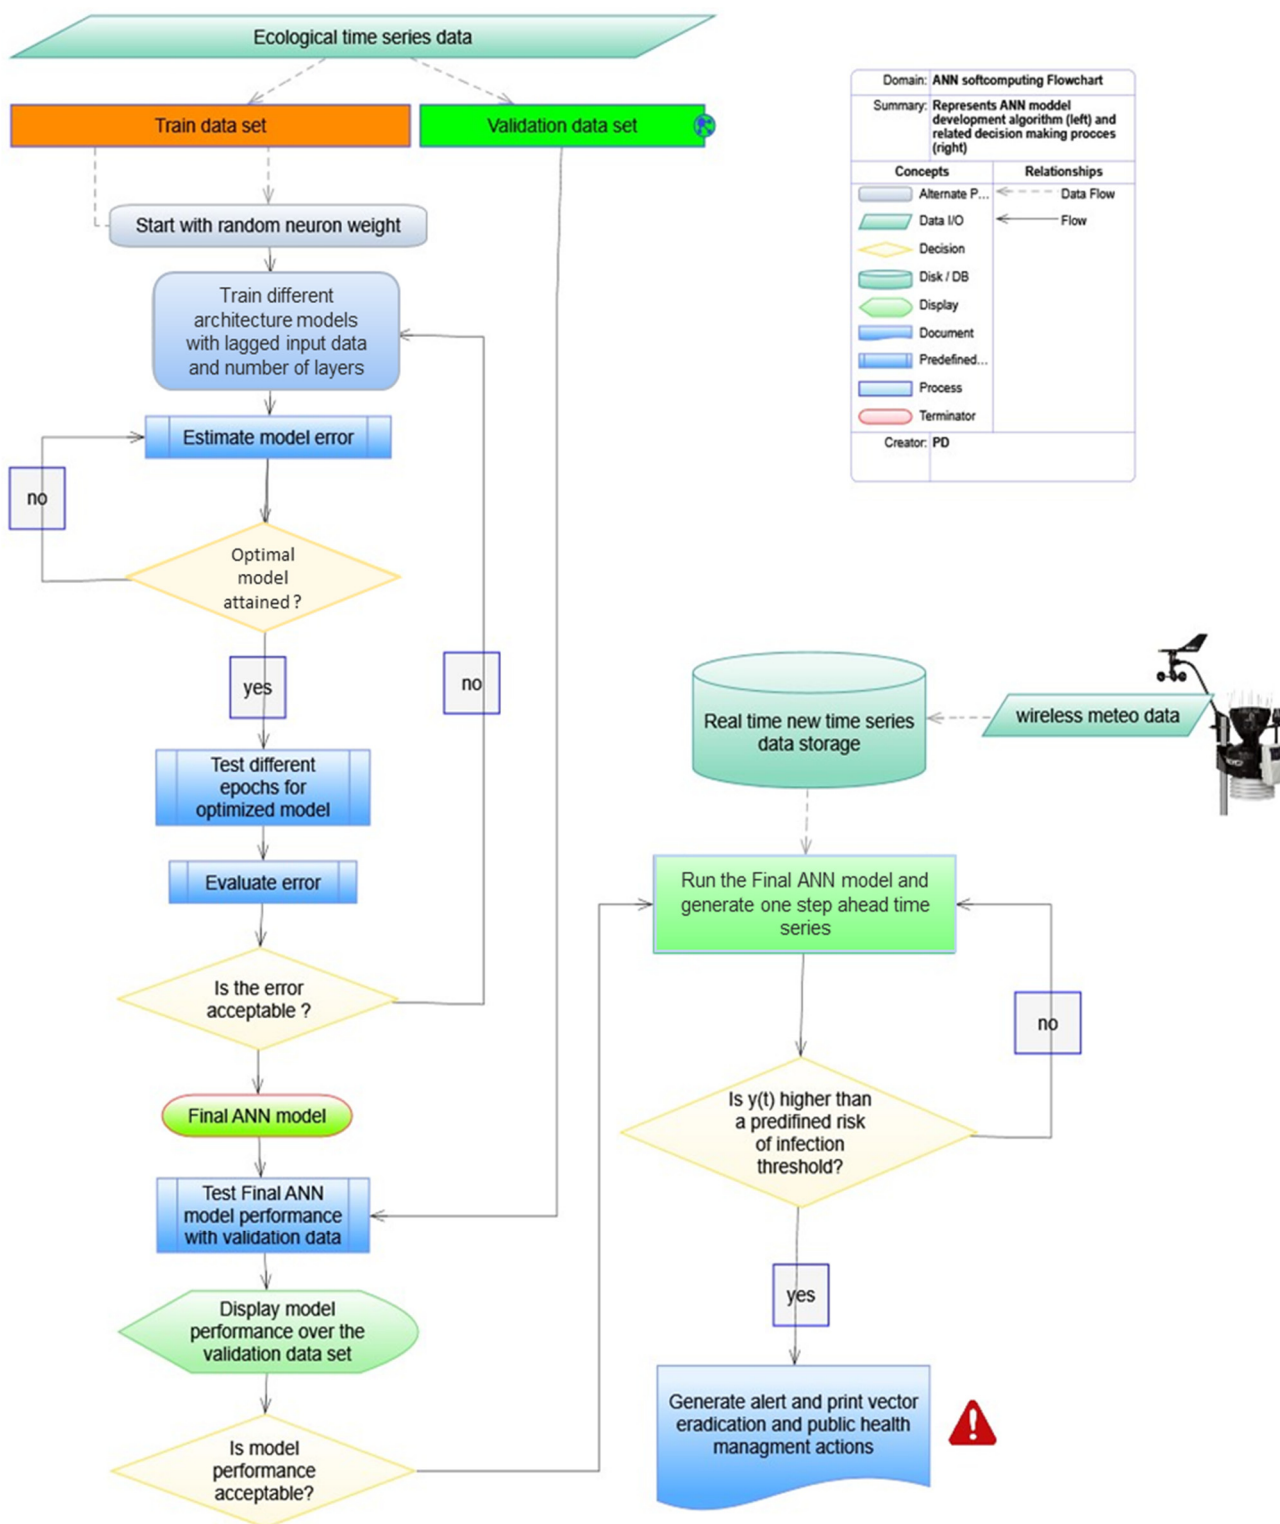 Ecological time series data
Train data set
Validation data set
Start with random neuron weight
Train different
architecture models
with lagged input data
and number of layers
Estimate model error
no
Optimal
model
attained ?
yes
no
Test different
epochs for
optimized model
Evaluate error
Is the error
acceptable ?
Final ANN model
Test Final ANN
model performance
with validation data
Display model
performance over the
validation data set
Is model
performance
acceptable?
Domain: ANN softcomputing Flowchart
Summary: Represents ANN moddel
development algorithm (left) and
related decision making procces
(right)
Concepts
Relationships
Alternate P...
Data Flow
Data I/O
Flow
Decision
Disk / DB
Display
Document
Predefined...
Process
Terminator
Creator: PD
Real time new time series
data storage
wireless meteo data
Run the Final ANN model and
generate one step ahead time
series
no
Is y(t) higher than
a predifined risk
of infection
threshold?
yes
Generate alert and print vector
eradication and public health
managment actions